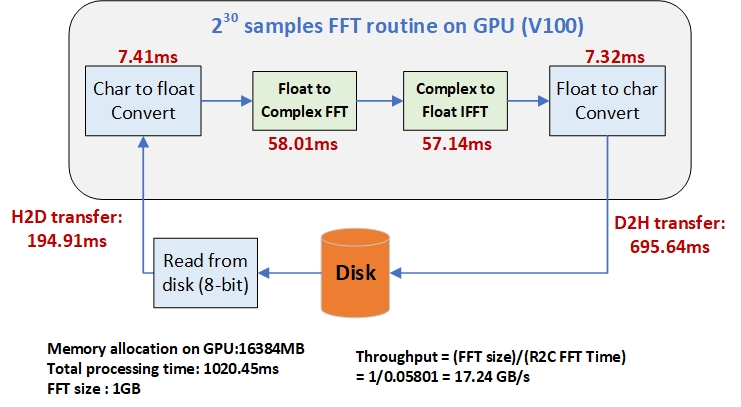 2^30 samples FFT routine on GPU (V100)
7.41ms
7.32ms
Char to float
Convert
Float to
Complex FFT
Complex to
Float IFFT
Float to char
Convert
58.01ms
57.14ms
H2D transfer:
194.91ms
D2H transfer:
695.64ms
Read from
disk (8-bit)
Disk
Memory allocation on GPU:16384MB
Total processing time: 1020.45ms
FFT size : 1GB
Throughput = (FFT size)/(R2C FFT Time)
= 1/0.05801 = 17.24 GB/s